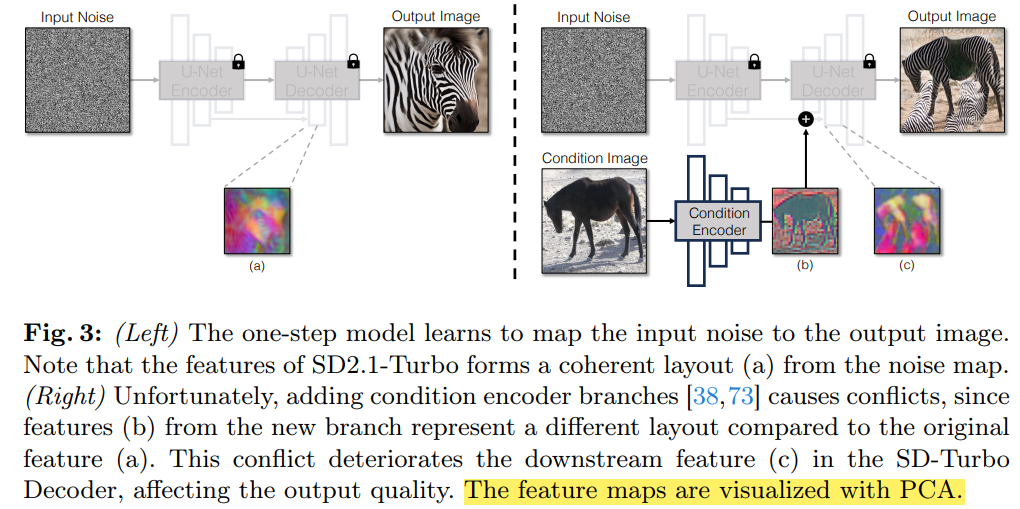 Input Noise
Output Image
U-Net
Encoder
U-Net
Decoder
(a)
Input Noise
Output Image
U-Net
Encoder
U-Net
Decoder
Condition Image
Condition
Encoder
(b)
(c)
Fig. 3: (Left) The one-step model learns to map the input noise to the output image.
Note that the features of SD2.1-Turbo forms a coherent layout (a) from the noise map.
(Right) Unfortunately, adding condition encoder branches [38,73] causes conflicts, since
features (b) from the new branch represent a different layout compared to the original
feature (a). This conflict deteriorates the downstream feature (c) in the SD-Turbo
Decoder, affecting the output quality. The feature maps are visualized with PCA.